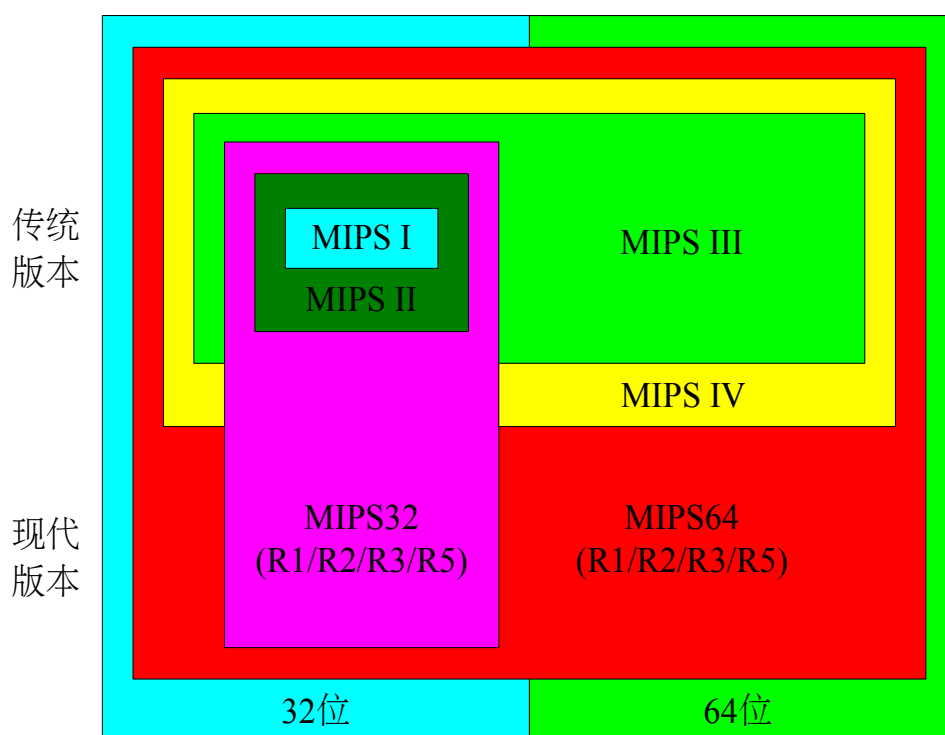 传统
版本
MIPS I
MIPS II
MIPS III
MIPS IV
现代
版本
MIPS32
(R1/R2/R3/R5)
MIPS64
(R1/R2/R3/R5)
32位
64位